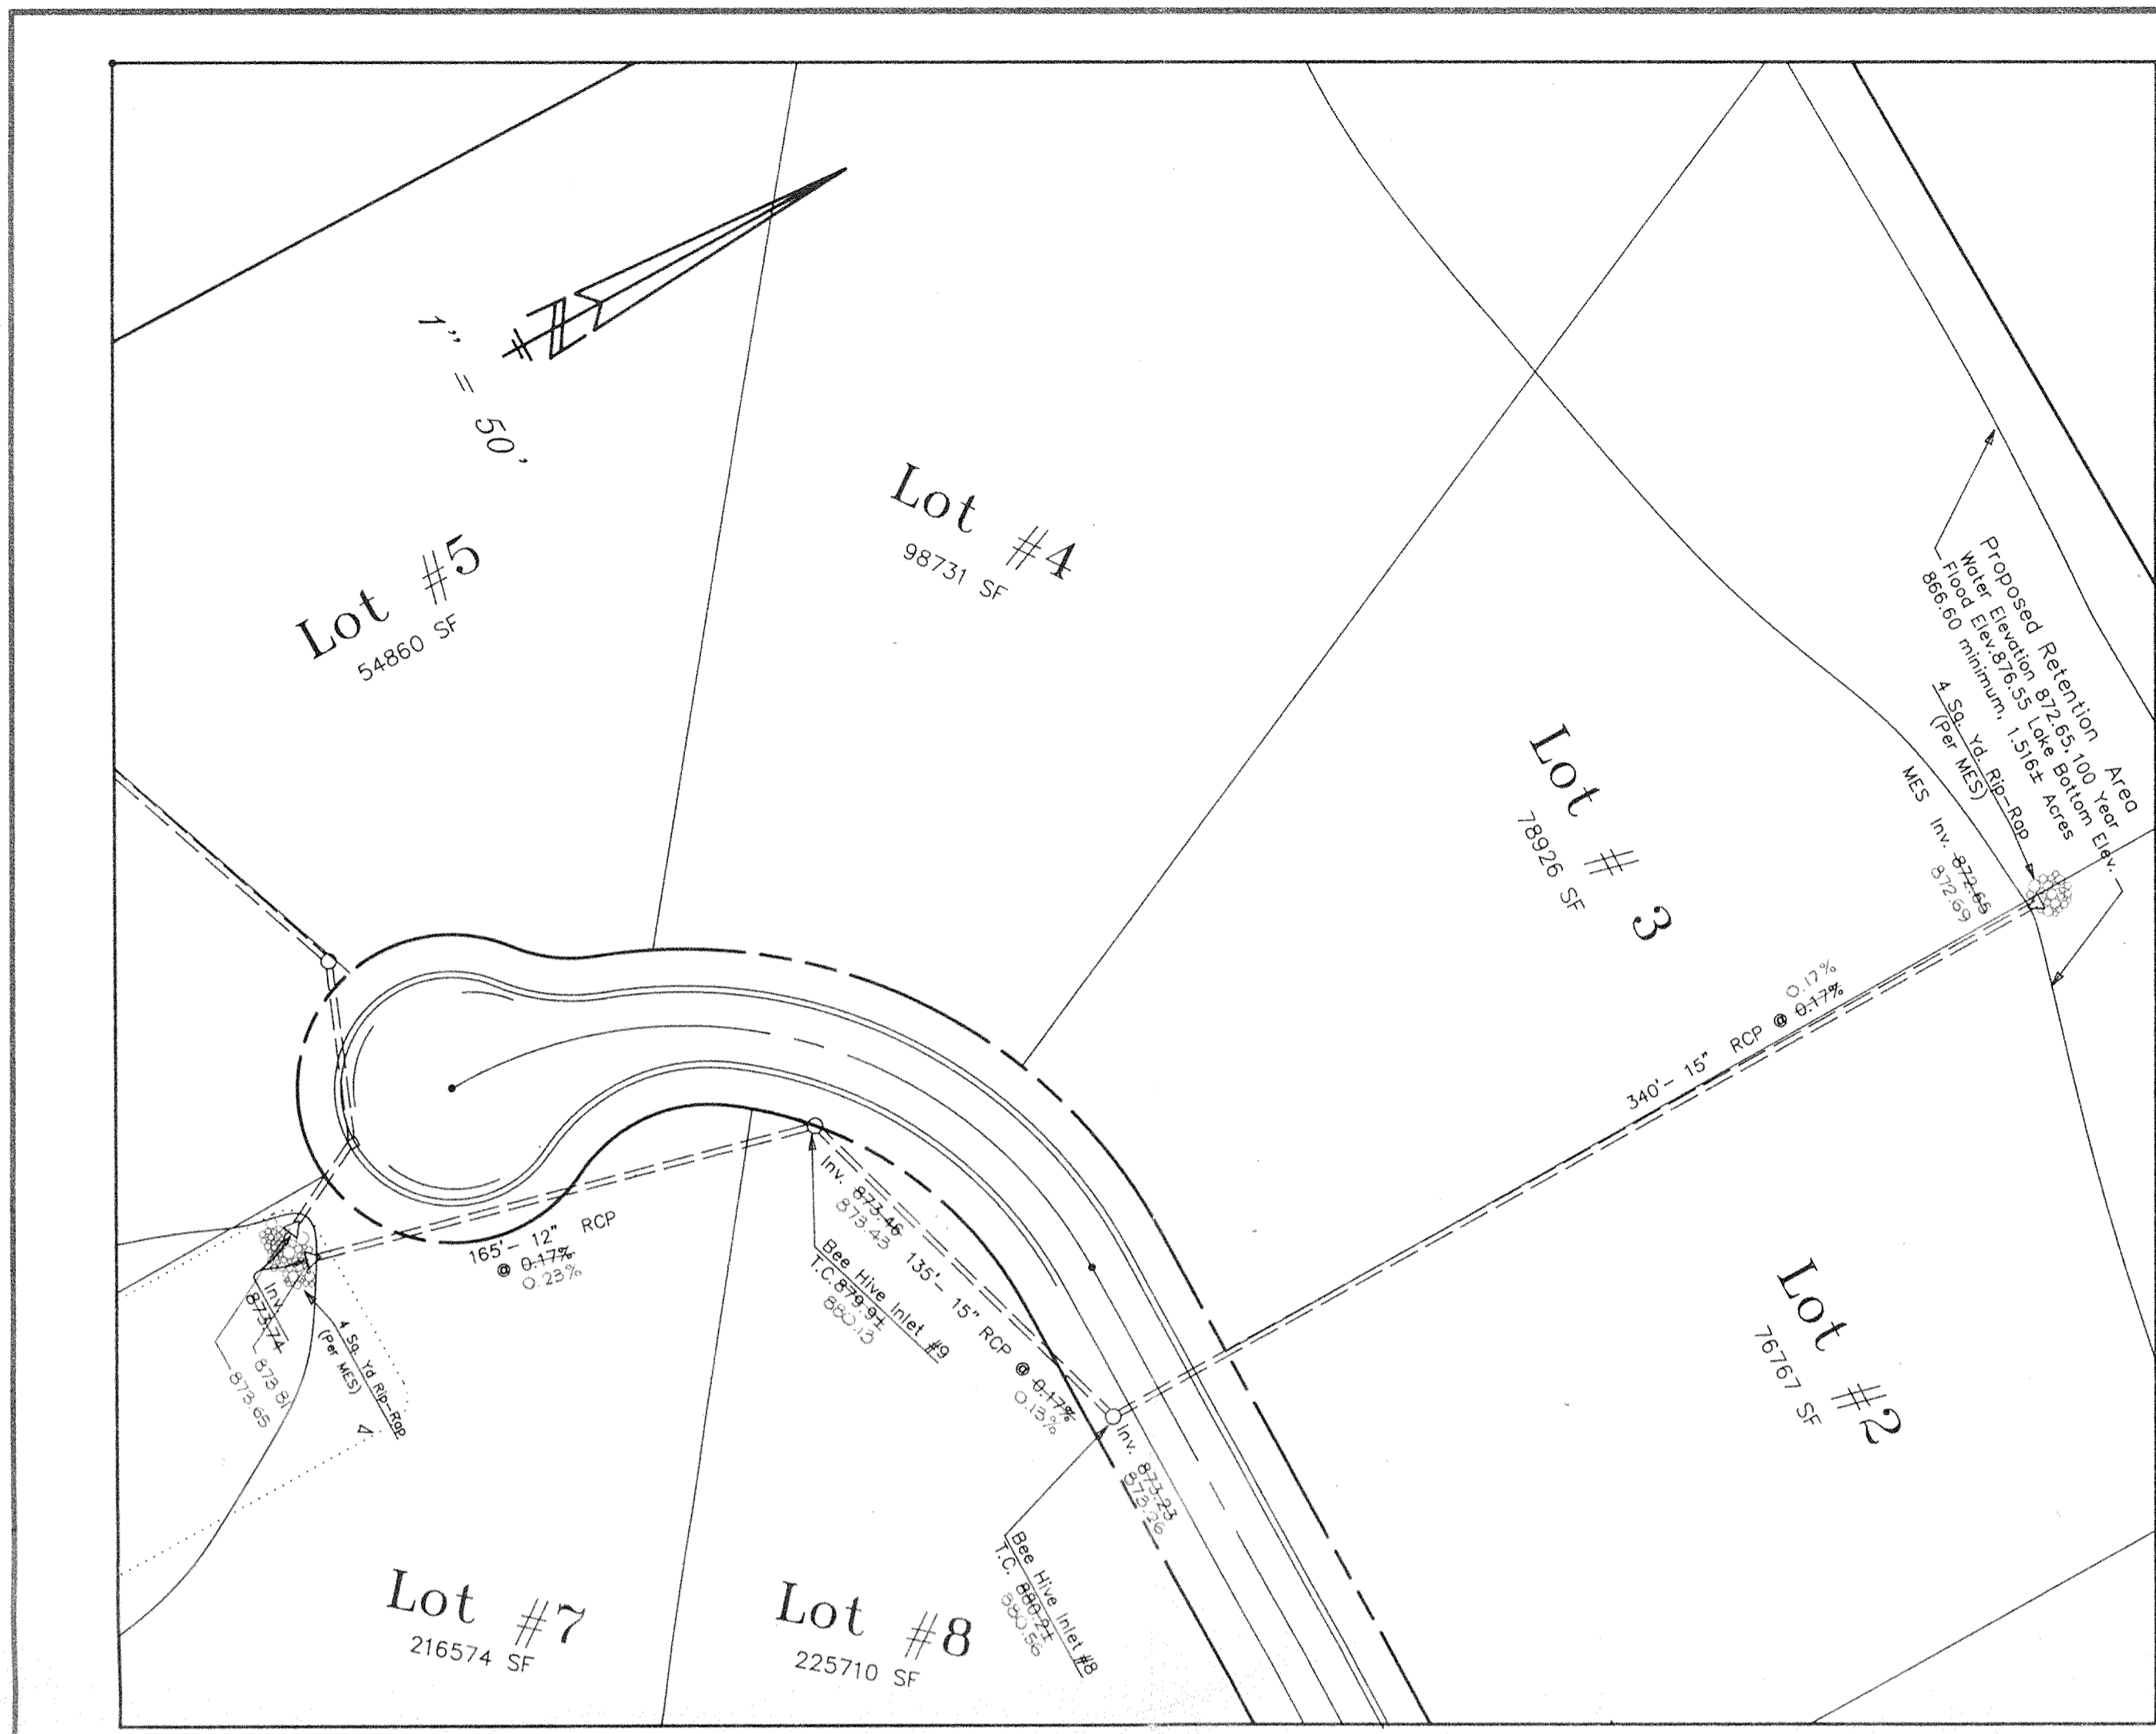 N
1" = 50'
Lot #5
54860 SF
Lot #4
98731 SF
Lot # 3
78926 SF
Proposed Retention Area
Water Elevation 872.65, 100 Year
Flood Elev. 876.55 Lake Bottom Elev.
866.60 minimum, 1.516± Acres
4 Sq. Yd. Rip-Rap
(Per MES)
MES Inv. 872.65
872.69
0.17%
340'- 15" RCP @ 0.17%
165'- 12" RCP
@ 0.17%
0.23%
Inv. 873.46
873.43
135'- 15" RCP @ 0.17%
0.13%
Bee Hive Inlet #9
T.C. 879.91
880.13
Inv.
873.74
873.81
873.65
4 Sq. Yd Rip-Rap
(Per MES)
Inv. 873.23
873.26
Bee Hive Inlet #8
T.C. 880.21
880.56
Lot #2
76767 SF
Lot #7
216574 SF
Lot #8
225710 SF